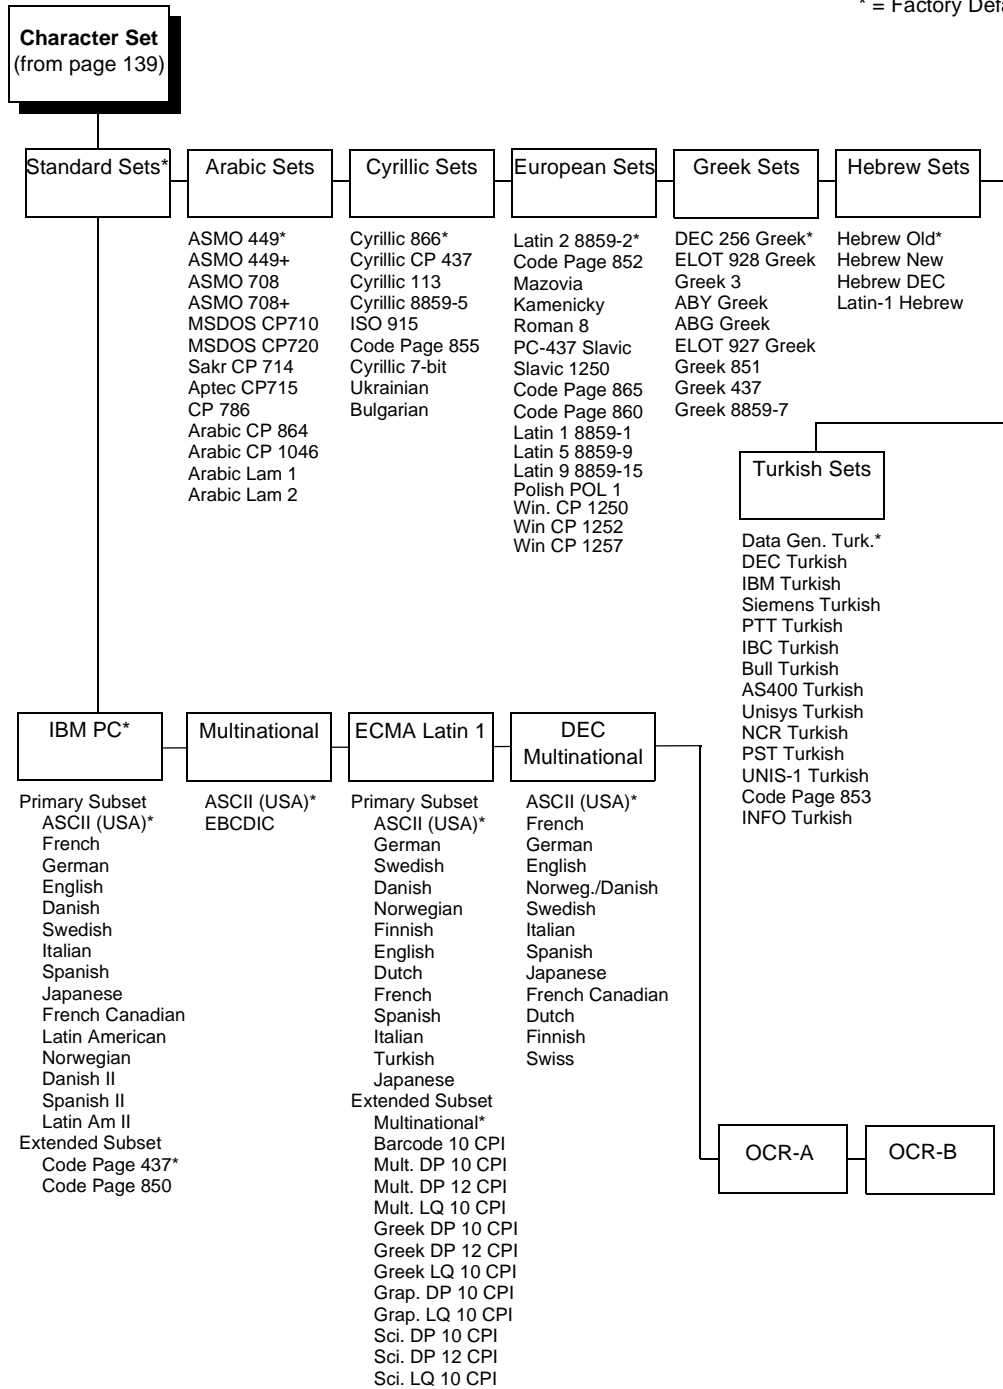 * = Factory Defa
Character Set
(from page 139)
Standard Sets*
Arabic Sets
Cyrillic Sets
European Sets
Greek Sets
Hebrew Sets
ASMO 449*
ASMO 449+
ASMO 708
ASMO 708+
MSDOS CP710
MSDOS CP720
Sakr CP 714
Aptec CP715
CP 786
Arabic CP 864
Arabic CP 1046
Arabic Lam 1
Arabic Lam 2
Cyrillic 866*
Cyrillic CP 437
Cyrillic 113
Cyrillic 8859-5
ISO 915
Code Page 855
Cyrillic 7-bit
Ukrainian
Bulgarian
Latin 2 8859-2*
Code Page 852
Mazovia
Kamenicky
Roman 8
PC-437 Slavic
Slavic 1250
Code Page 865
Code Page 860
Latin 1 8859-1
Latin 5 8859-9
Latin 9 8859-15
Polish POL 1
Win. CP 1250
Win CP 1252
Win CP 1257
DEC 256 Greek*
ELOT 928 Greek
Greek 3
ABY Greek
ABG Greek
ELOT 927 Greek
Greek 851
Greek 437
Greek 8859-7
Hebrew Old*
Hebrew New
Hebrew DEC
Latin-1 Hebrew
Turkish Sets
Data Gen. Turk.*
DEC Turkish
IBM Turkish
Siemens Turkish
PTT Turkish
IBC Turkish
Bull Turkish
AS400 Turkish
Unisys Turkish
NCR Turkish
PST Turkish
UNIS-1 Turkish
Code Page 853
INFO Turkish
IBM PC*
Multinational
ECMA Latin 1
DEC
Multinational
Primary Subset
ASCII (USA)*
French
German
English
Danish
Swedish
Italian
Spanish
Japanese
French Canadian
Latin American
Norwegian
Danish II
Spanish II
Latin Am II
Extended Subset
Code Page 437*
Code Page 850
ASCII (USA)*
EBCDIC
Primary Subset
ASCII (USA)*
German
Swedish
Danish
Norwegian
Finnish
English
Dutch
French
Spanish
Italian
Turkish
Japanese
Extended Subset
Multinational*
Barcode 10 CPI
Mult. DP 10 CPI
Mult. DP 12 CPI
Mult. LQ 10 CPI
Greek DP 10 CPI
Greek DP 12 CPI
Greek LQ 10 CPI
Grap. DP 10 CPI
Grap. LQ 10 CPI
Sci. DP 10 CPI
Sci. DP 12 CPI
Sci. LQ 10 CPI
ASCII (USA)*
French
German
English
Norweg./Danish
Swedish
Italian
Spanish
Japanese
French Canadian
Dutch
Finnish
Swiss
OCR-A
OCR-B